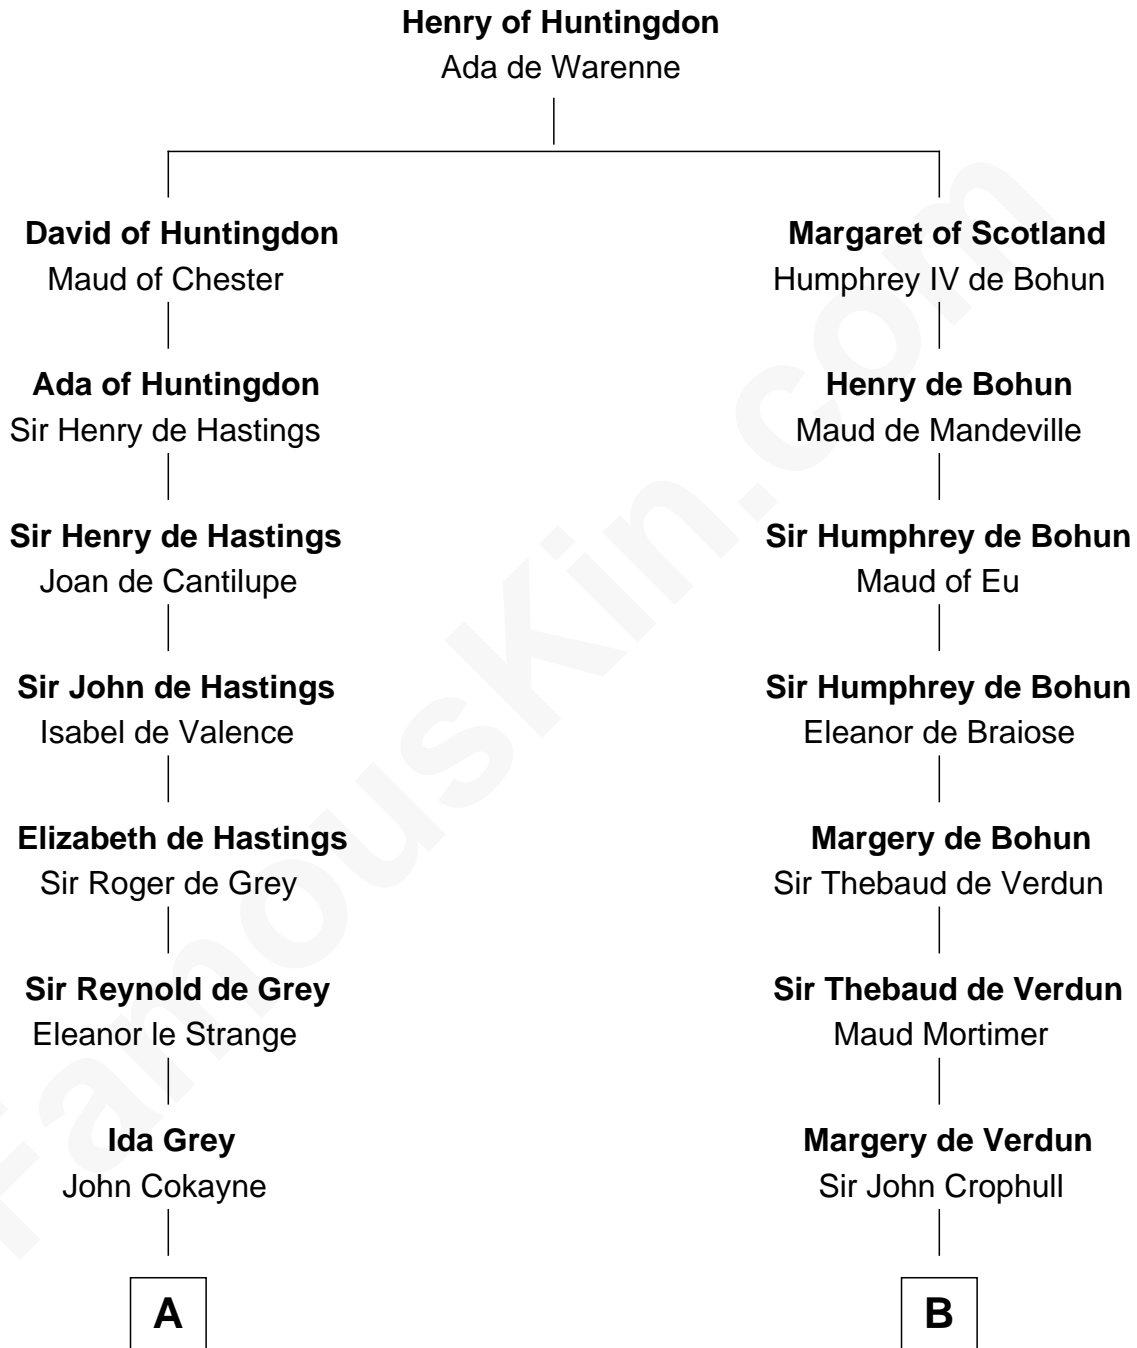 Henry of Huntingdon
Ada de Warenne
David of Huntingdon
Maud of Chester
Margaret of Scotland
Humphrey IV de Bohun
Ada of Huntingdon
Sir Henry de Hastings
Henry de Bohun
Maud de Mandeville
Sir Henry de Hastings
Joan de Cantilupe
Sir Humphrey de Bohun
Maud of Eu
Sir John de Hastings
Isabel de Valence
Sir Humphrey de Bohun
Eleanor de Braiose
Elizabeth de Hastings
Sir Roger de Grey
Margery de Bohun
Sir Thebaud de Verdun
Sir Reynold de Grey
Eleanor le Strange
Sir Thebaud de Verdun
Maud Mortimer
Ida Grey
John Cokayne
Margery de Verdun
Sir John Crophull
A
B
FamousKin.com